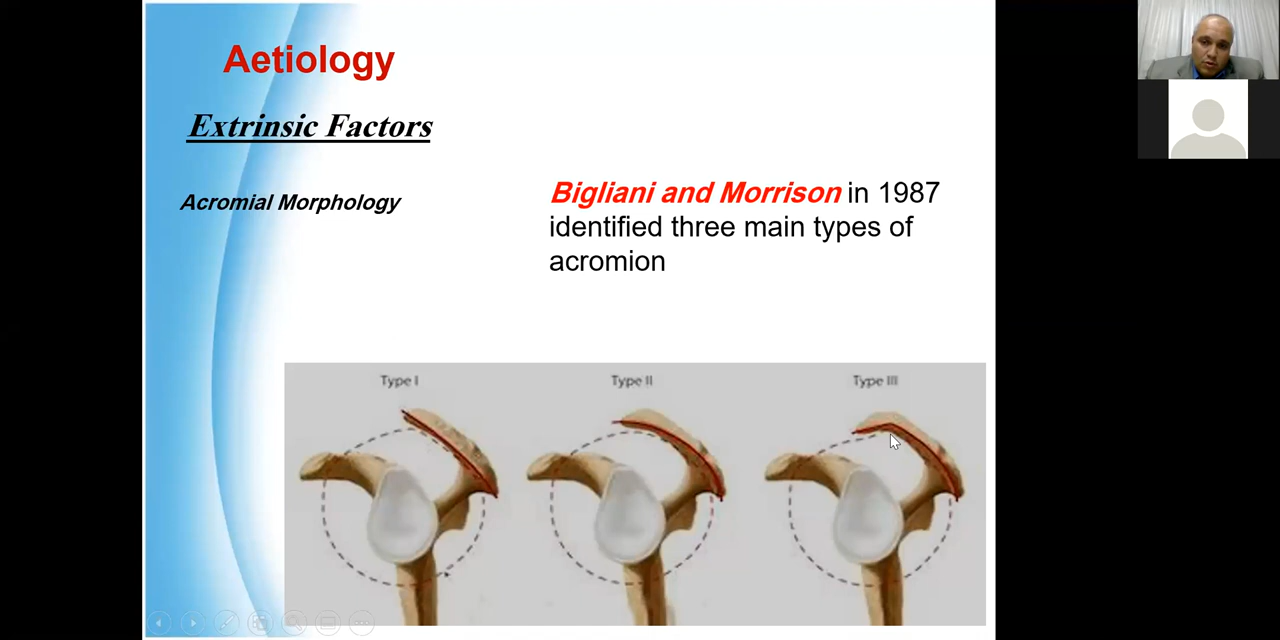 Aetiology
Extrinsic Factors
Acromial Morphology
Bigliani and Morrison in 1987
identified three main types of
acromion
Type I
Type II
Type III